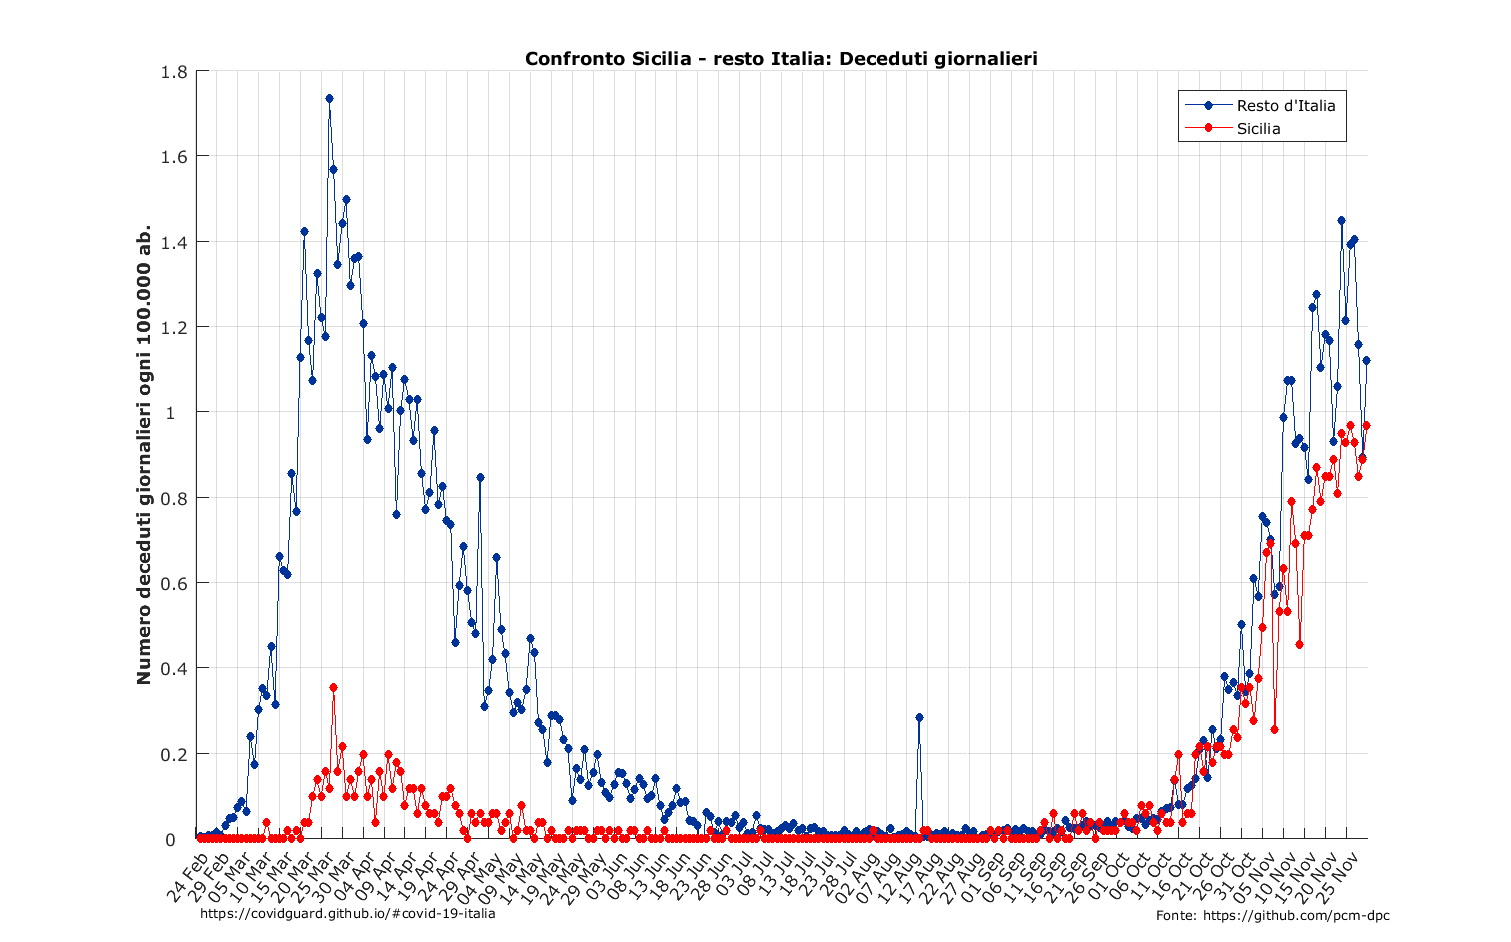 Confronto Sicilia - resto Italia: Deceduti giornalieri
Numero deceduti giornalieri ogni 100.000 ab.
1.8
1.6
1.4
1.2
1
0.8
0.6
0.4
0.2
0
Resto d'Italia
Sicilia
24 Feb
29 Feb
05 Mar
10 Mar
15 Mar
20 Mar
25 Mar
30 Mar
04 Apr
09 Apr
14 Apr
19 Apr
24 Apr
29 Apr
04 May
09 May
14 May
19 May
24 May
29 May
03 Jun
08 Jun
13 Jun
18 Jun
23 Jun
28 Jun
03 Jul
08 Jul
13 Jul
18 Jul
23 Jul
28 Jul
02 Aug
07 Aug
12 Aug
17 Aug
22 Aug
27 Aug
01 Sep
06 Sep
11 Sep
16 Sep
21 Sep
26 Sep
01 Oct
06 Oct
11 Oct
16 Oct
21 Oct
26 Oct
31 Oct
05 Nov
10 Nov
15 Nov
20 Nov
25 Nov
https://covidguard.github.io/#covid-19-italia
Fonte: https://github.com/pcm-dpc